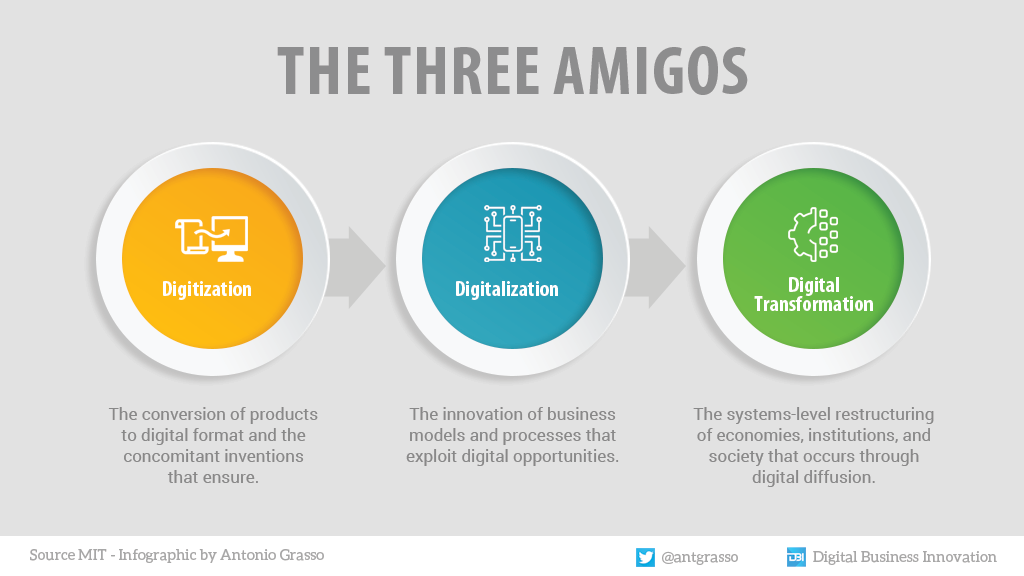 THE THREE AMIGOS
Digitization
Digitalization
Digital
Transformation
The conversion of products
to digital format and the
concomitant inventions
that ensure.
The innovation of business
models and processes that
exploit digital opportunities.
The systems-level restructuring
of economies, institutions, and
society that occurs through
digital diffusion.
Source MIT - Infographic by Antonio Grasso
@antgrasso
DBI
Digital Business Innovation